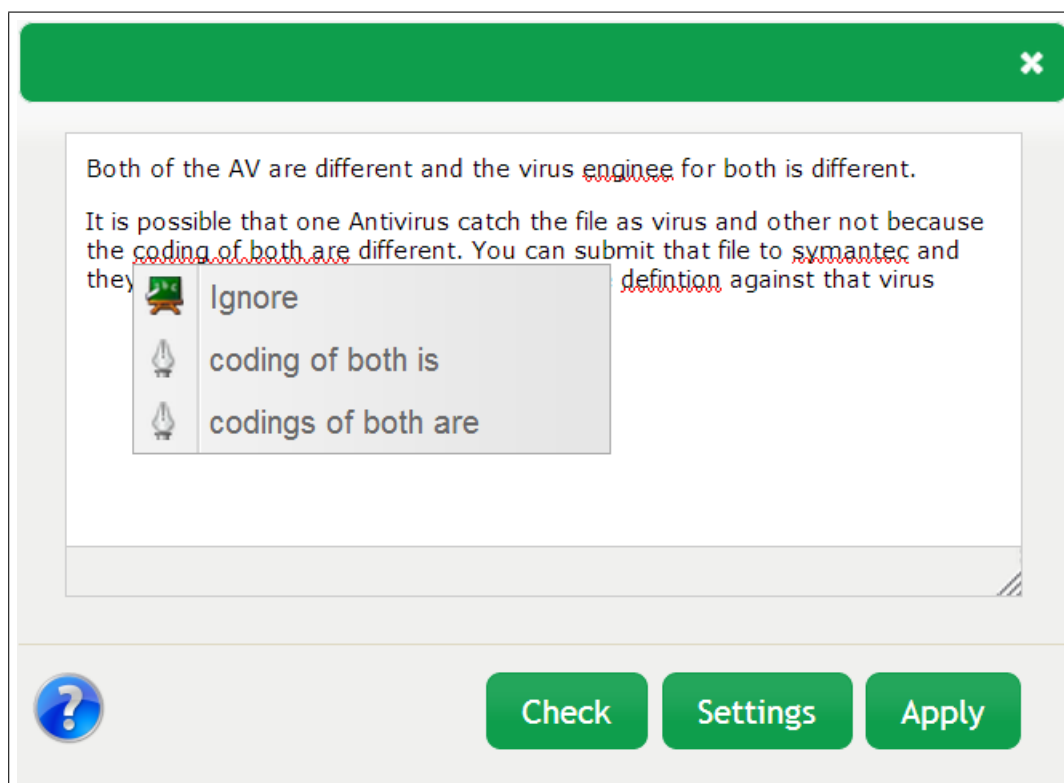 Both of the AV are different and the virus enginee for both is different.
It is possible that one Antivirus catch the file as virus and other not because
the coding of both are different. You can submit that file to symantec and
they defintion against that virus
Ignore
coding of both is
codings of both are
Check
Settings
Apply